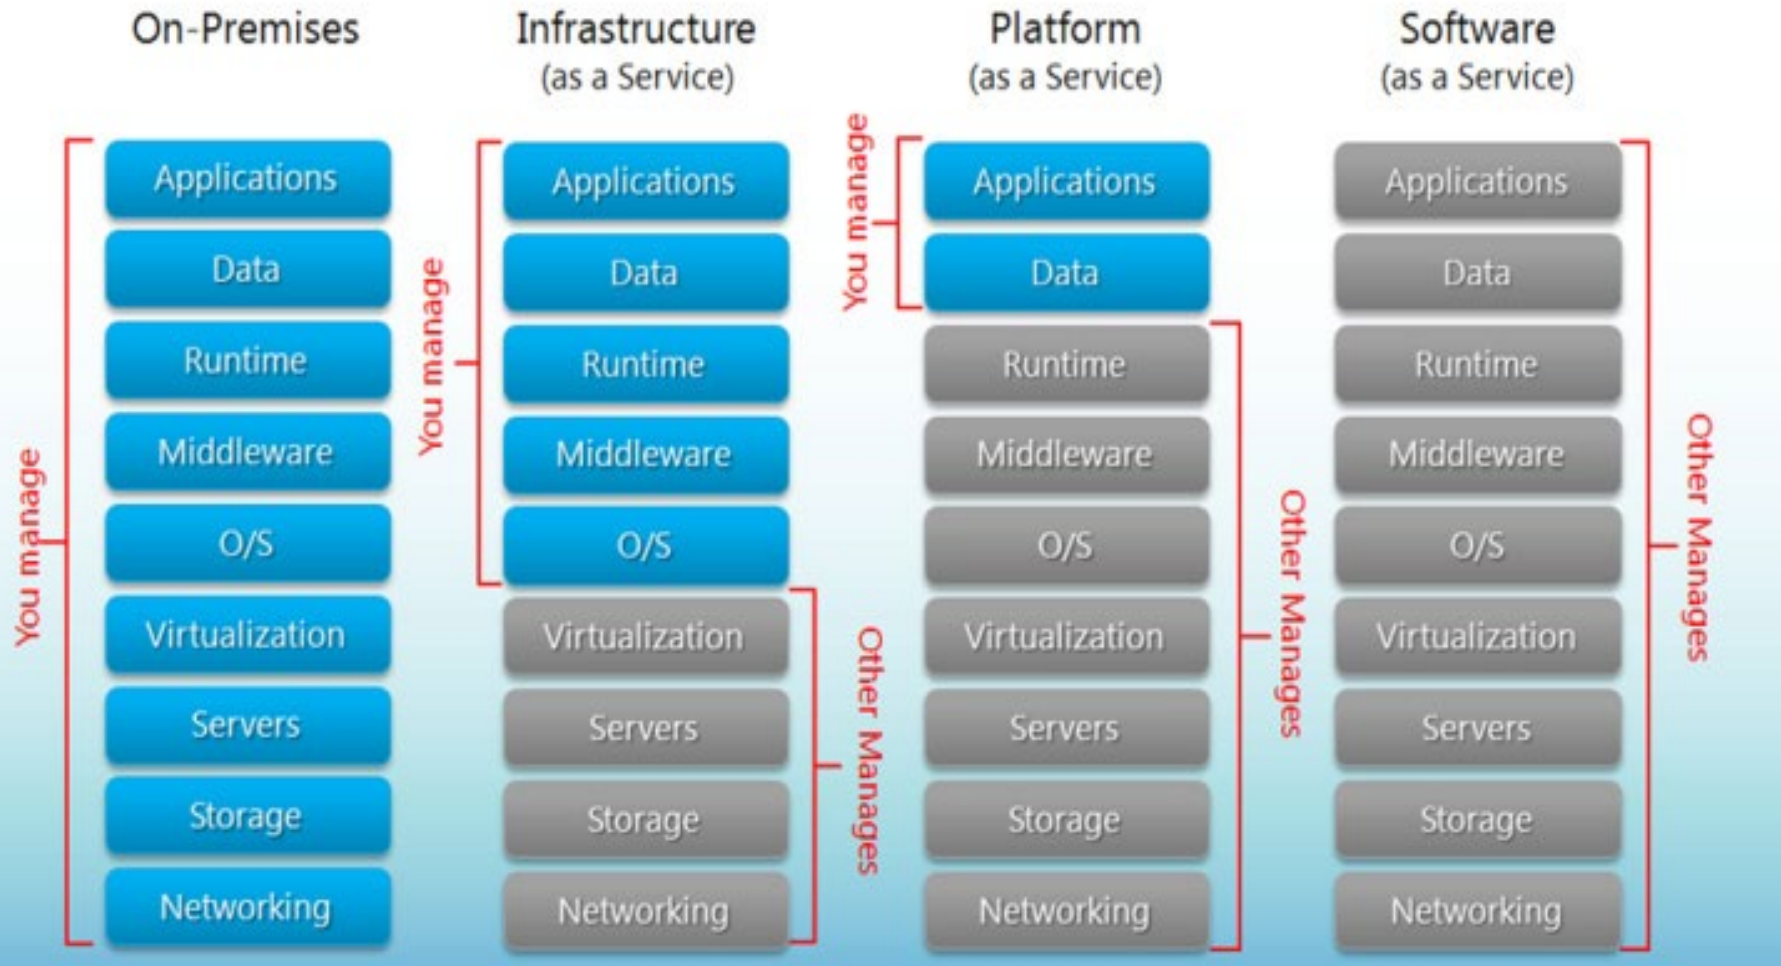 On-Premises
You manage
Applications
Data
Runtime
Middleware
O/S
Virtualization
Servers
Storage
Networking
Infrastructure
(as a Service)
You manage
Applications
Data
Runtime
Middleware
O/S
Virtualization
Servers
Storage
Networking
Other Manages
Platform
(as a Service)
You manage
Applications
Data
Runtime
Middleware
O/S
Virtualization
Servers
Storage
Networking
Other Manages
Software
(as a Service)
Applications
Data
Runtime
Middleware
O/S
Virtualization
Servers
Storage
Networking
Other Manages